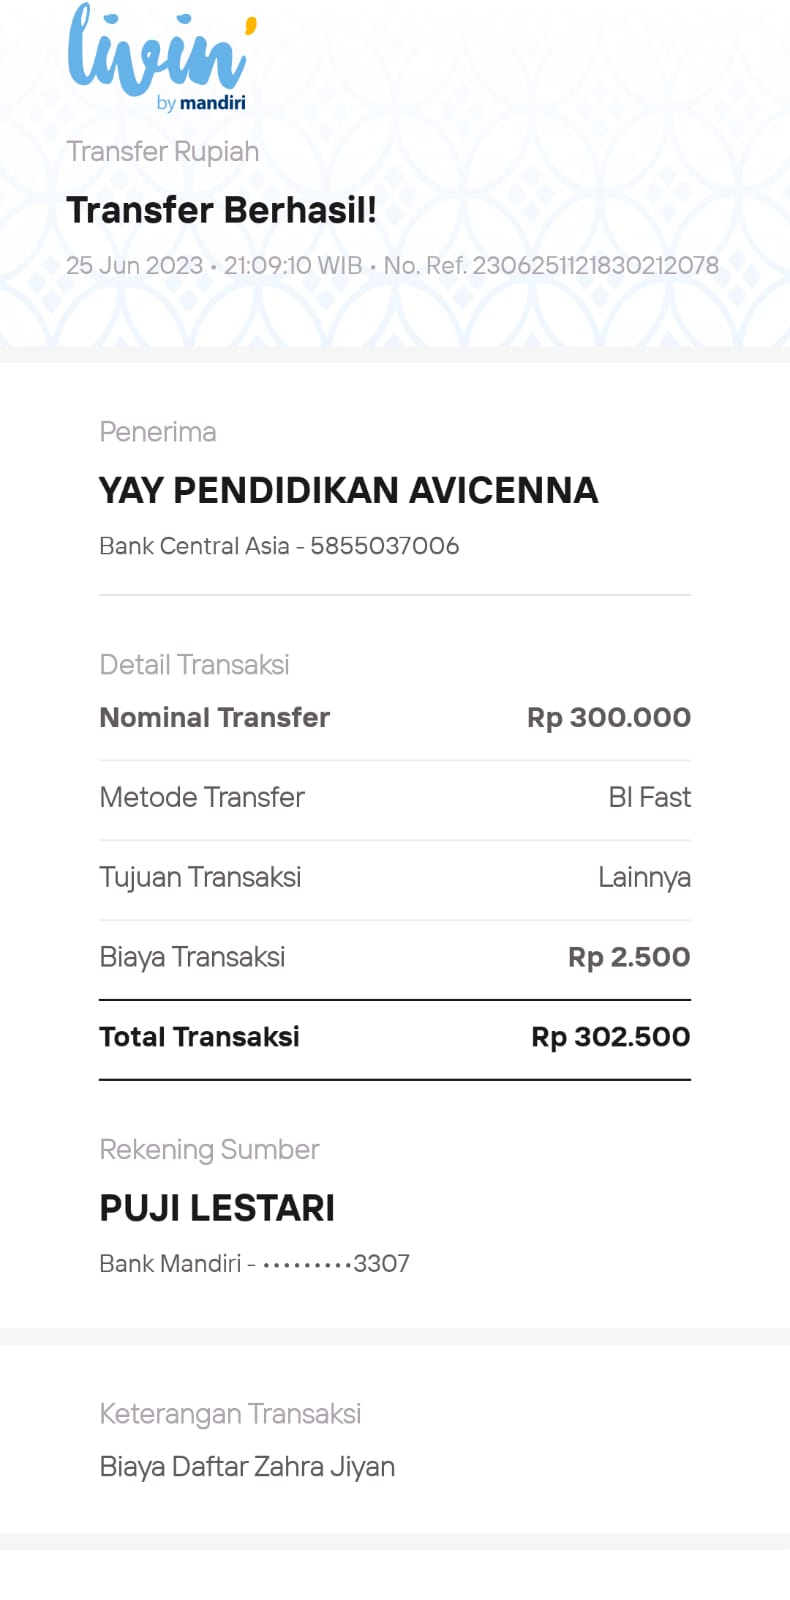 livin'
by mandiri
Transfer Rupiah
Transfer Berhasil!
25 Jun 2023 • 21:09:10 WIB • No. Ref. 2306251121830212078
Penerima
YAY PENDIDIKAN AVICENNA
Bank Central Asia - 5855037006
Detail Transaksi
Nominal Transfer Rp 300.000
Metode Transfer BI Fast
Tujuan Transaksi Lainnya
Biaya Transaksi Rp 2.500
Total Transaksi Rp 302.500
Rekening Sumber
PUJI LESTARI
Bank Mandiri - •••••••••3307
Keterangan Transaksi
Biaya Daftar Zahra Jiyan